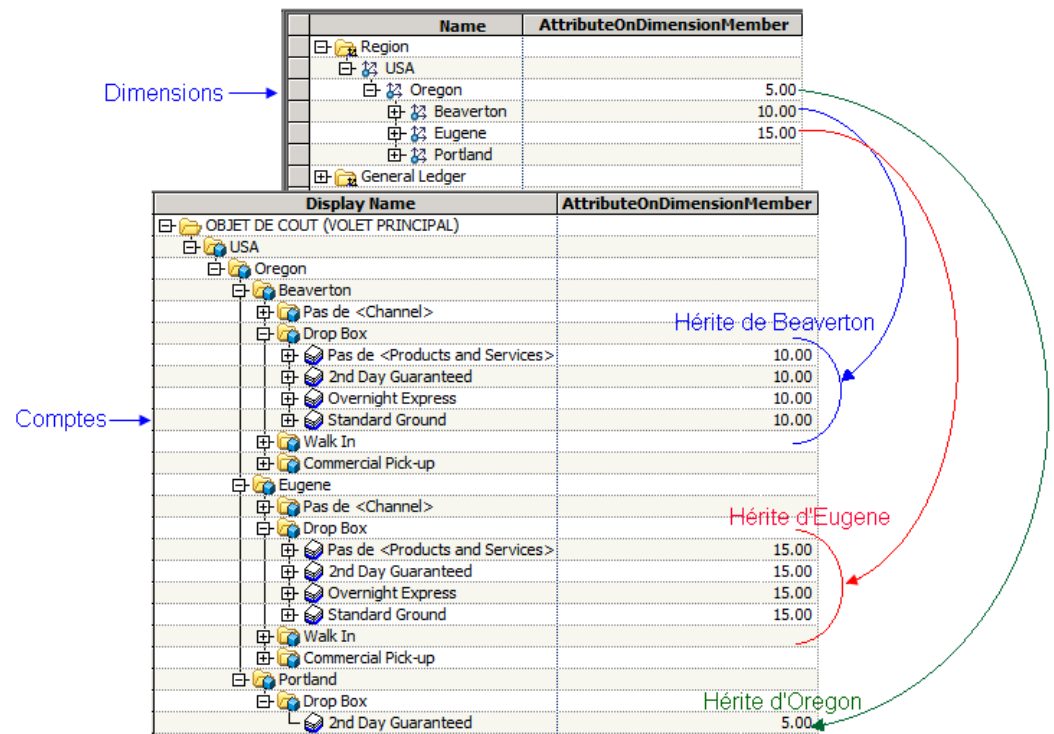 Name AttributeOnDimensionMember
Region
USA
Dimensions
Oregon 5.00
Beaverton 10.00
Eugene 15.00
Portland
General Ledger
Display Name AttributeOnDimensionMember
OBJET DE COUT (VOLET PRINCIPAL)
USA
Oregon
Beaverton
Pas de <Channel>
Hérite de Beaverton
Drop Box
Pas de <Products and Services> 10.00
2nd Day Guaranteed 10.00
Overnight Express 10.00
Comptes
Standard Ground 10.00
Walk In
Commercial Pick-up
Eugene
Pas de <Channel>
Hérite d'Eugene
Drop Box
Pas de <Products and Services> 15.00
2nd Day Guaranteed 15.00
Overnight Express 15.00
Standard Ground 15.00
Walk In
Commercial Pick-up
Portland
Drop Box
Hérite d'Oregon
2nd Day Guaranteed 5.00